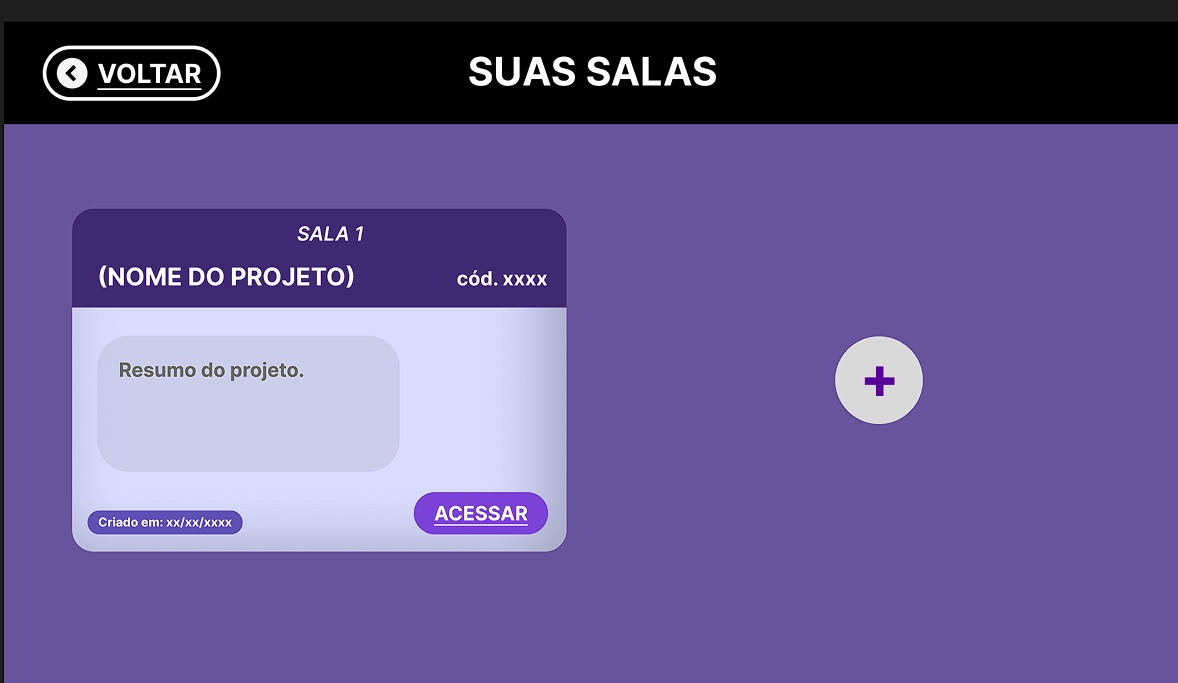 VOLTAR
SUAS SALAS
SALA 1
(NOME DO PROJETO)
cód. xxxx
Resumo do projeto.
Criado em: xx/xx/xxxx
ACESSAR
+